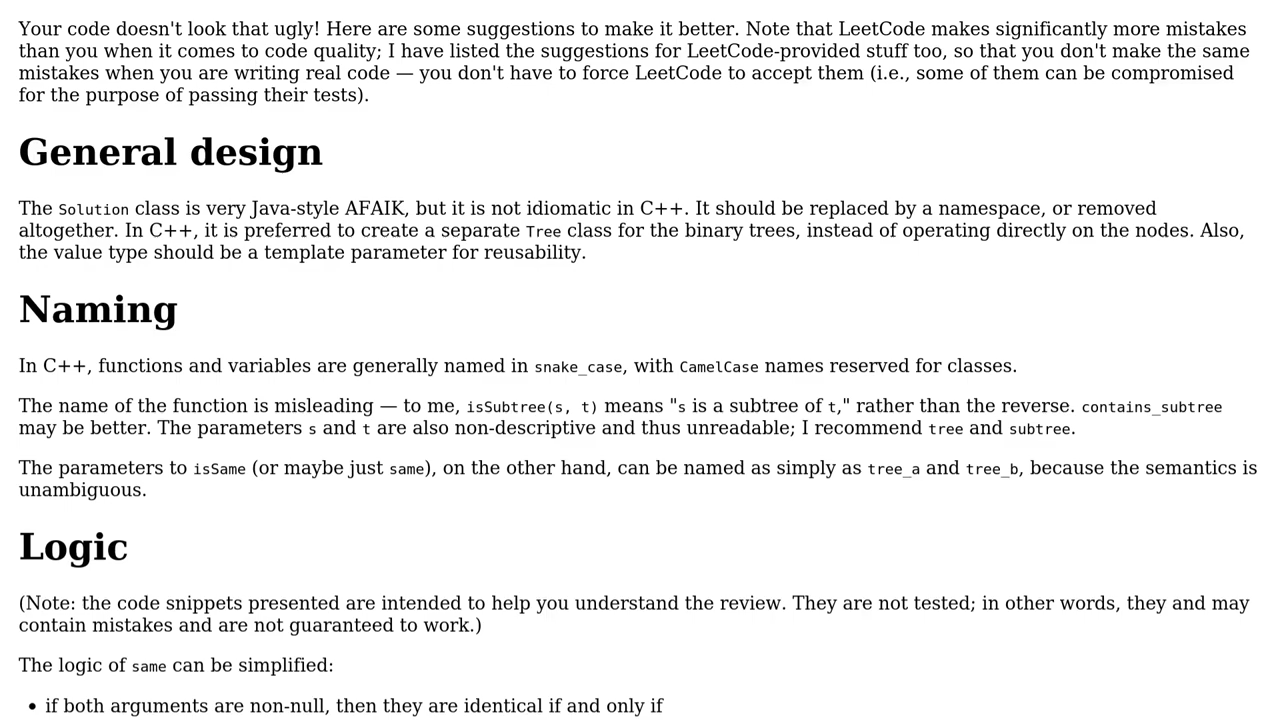 Your code doesn't look that ugly! Here are some suggestions to make it better. Note that LeetCode makes significantly more mistakes
than you when it comes to code quality; I have listed the suggestions for LeetCode-provided stuff too, so that you don't make the same
mistakes when you are writing real code — you don't have to force LeetCode to accept them (i.e., some of them can be compromised
for the purpose of passing their tests).
General design
The Solution class is very Java-style AFAIK, but it is not idiomatic in C++. It should be replaced by a namespace, or removed
altogether. In C++, it is preferred to create a separate Tree class for the binary trees, instead of operating directly on the nodes. Also,
the value type should be a template parameter for reusability.
Naming
In C++, functions and variables are generally named in snake_case, with CamelCase names reserved for classes.
The name of the function is misleading — to me, isSubtree(s, t) means "s is a subtree of t," rather than the reverse. contains_subtree
may be better. The parameters s and t are also non-descriptive and thus unreadable; I recommend tree and subtree.
The parameters to isSame (or maybe just same), on the other hand, can be named as simply as tree_a and tree_b, because the semantics is
unambiguous.
Logic
(Note: the code snippets presented are intended to help you understand the review. They are not tested; in other words, they and may
contain mistakes and are not guaranteed to work.)
The logic of same can be simplified:
• if both arguments are non-null, then they are identical if and only if